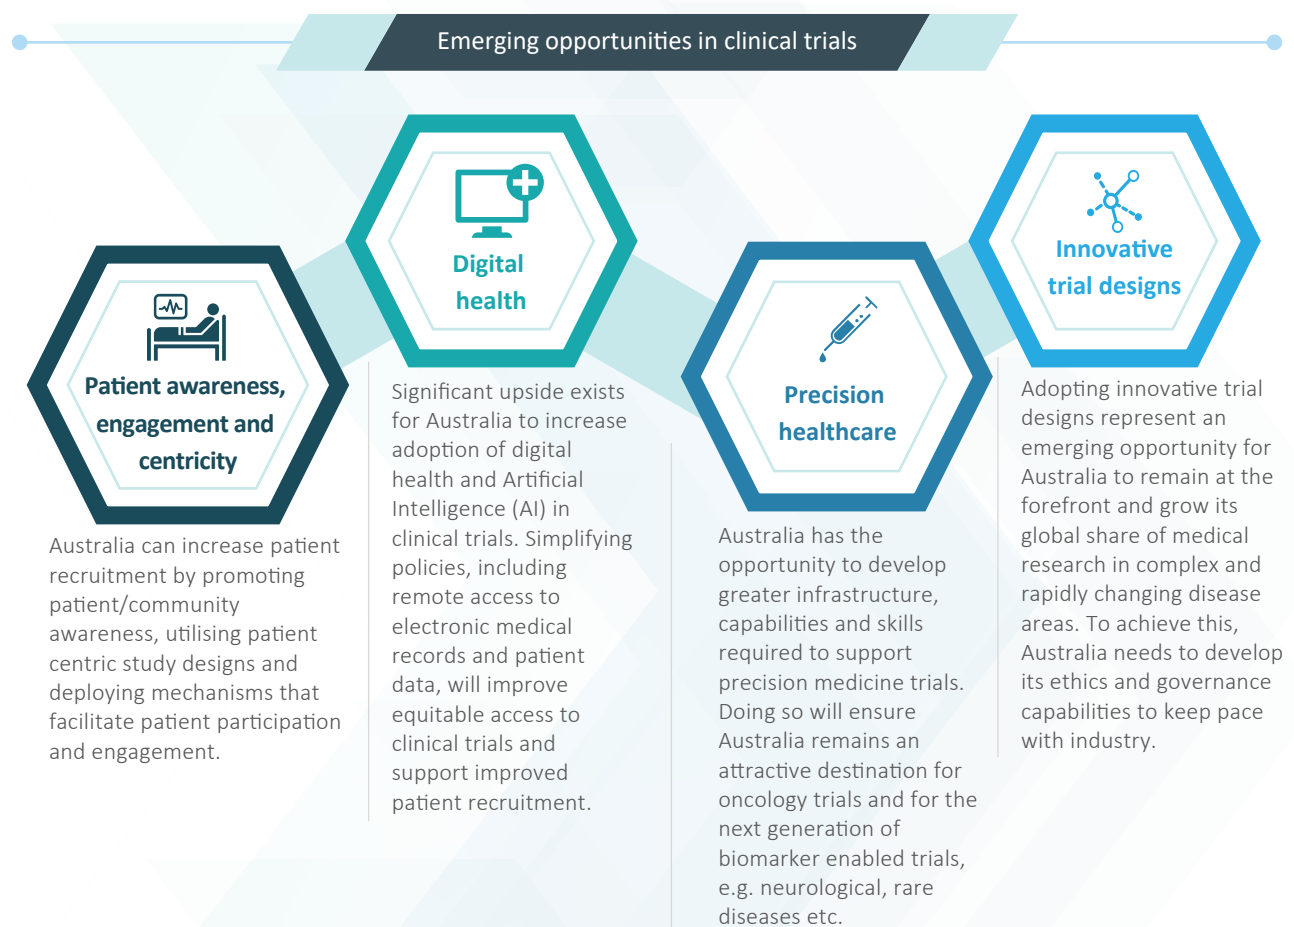 Emerging opportunities in clinical trials
Patient awareness,
engagement and
centricity
Australia can increase patient
recruitment by promoting
patient/community
awareness, utilising patient
centric study designs and
deploying mechanisms that
facilitate patient participation
and engagement.
Digital
health
Significant upside exists
for Australia to increase
adoption of digital
health and Artificial
Intelligence (AI) in
clinical trials. Simplifying
policies, including
remote access to
electronic medical
records and patient
data, will improve
equitable access to
clinical trials and
support improved
patient recruitment.
Precision
healthcare
Australia has the
opportunity to develop
greater infrastructure,
capabilities and skills
required to support
precision medicine trials.
Doing so will ensure
Australia remains an
attractive destination for
oncology trials and for the
next generation of
biomarker enabled trials,
e.g. neurological, rare
diseases etc.
Innovative
trial designs
Adopting innovative trial
designs represent an
emerging opportunity for
Australia to remain at the
forefront and grow its
global share of medical
research in complex and
rapidly changing disease
areas. To achieve this,
Australia needs to develop
its ethics and governance
capabilities to keep pace
with industry.